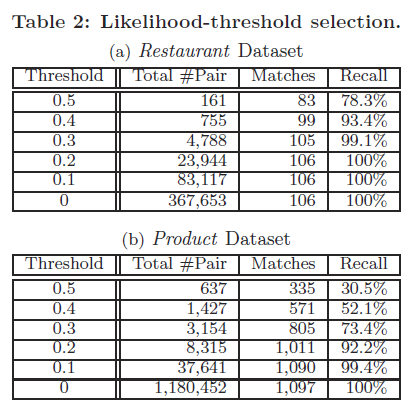 Table 2: Likelihood-threshold selection.
(a) Restaurant Dataset
Threshold Total #Pair Matches Recall
0.5 161 83 78.3%
0.4 755 99 93.4%
0.3 4,788 105 99.1%
0.2 23,944 106 100%
0.1 83,117 106 100%
0 367,653 106 100%
(b) Product Dataset
Threshold Total #Pair Matches Recall
0.5 637 335 30.5%
0.4 1,427 571 52.1%
0.3 3,154 805 73.4%
0.2 8,315 1,011 92.2%
0.1 37,641 1,090 99.4%
0 1,180,452 1,097 100%